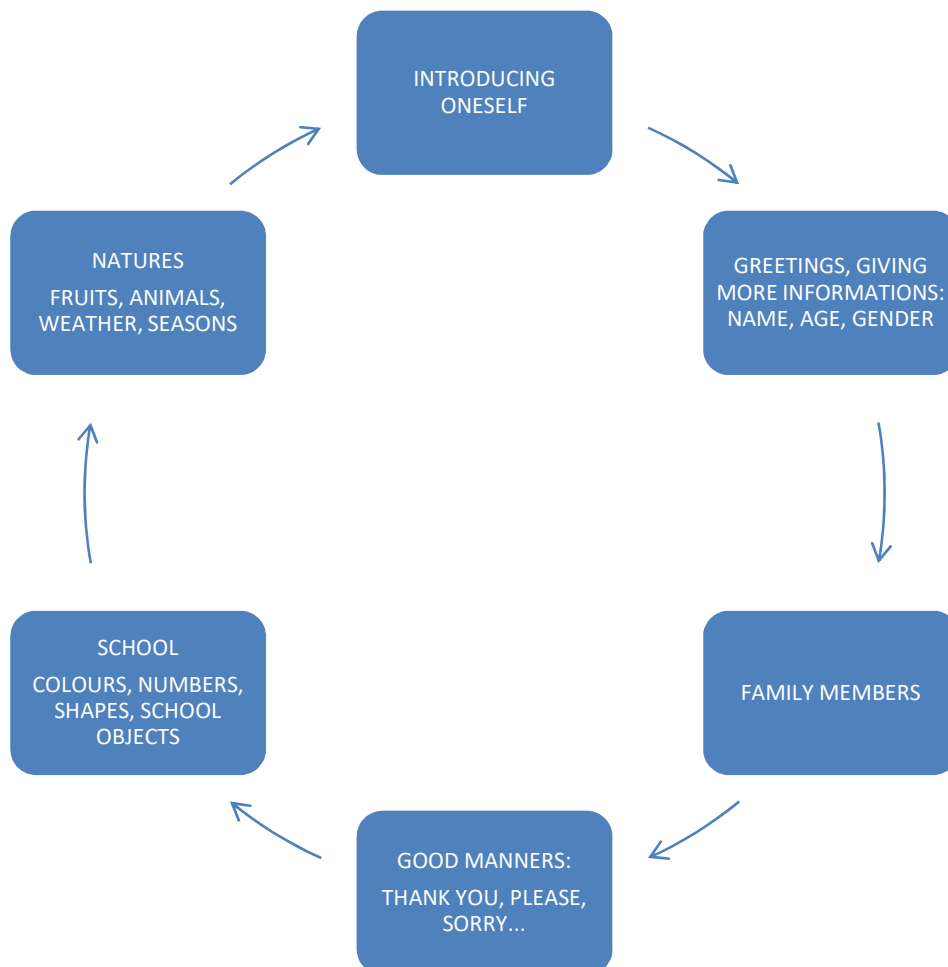 INTRODUCING
ONESELF
GREETINGS, GIVING
MORE INFORMATIONS:
NAME, AGE, GENDER
FAMILY MEMBERS
GOOD MANNERS:
THANK YOU, PLEASE,
SORRY...
SCHOOL
COLOURS, NUMBERS,
SHAPES, SCHOOL
OBJECTS
NATURES
FRUITS, ANIMALS,
WEATHER, SEASONS